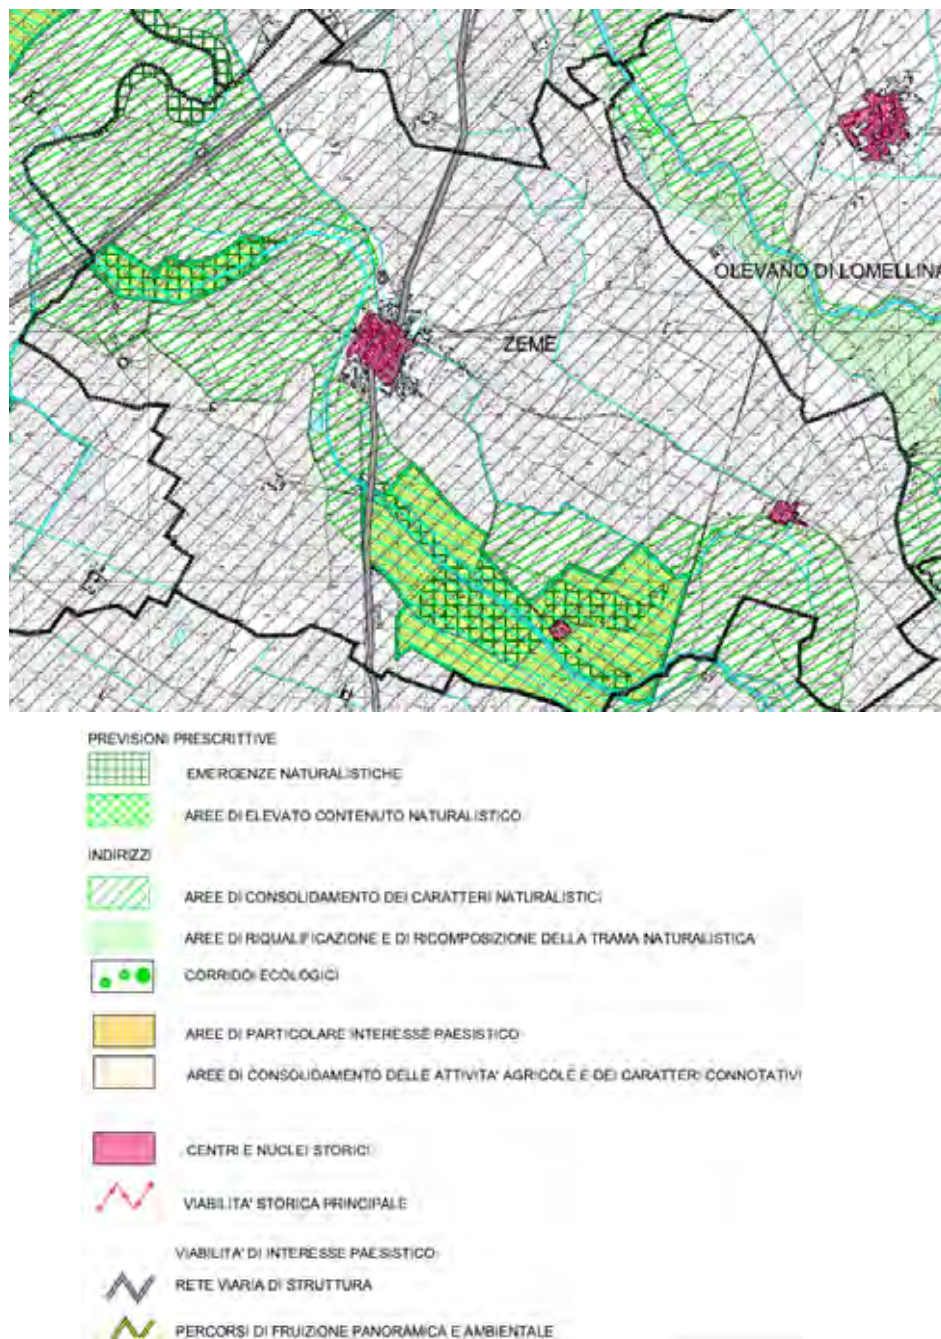 OLEVANO DI LOMELLINA
ZEME
PREVISIONI PRESCRITTIVE
EMERGENZE NATURALISTICHE
AREE DI ELEVATO CONTENUTO NATURALISTICO
INDIRIZZI
AREE DI CONSOLIDAMENTO DEI CARATTERI NATURALISTICI
AREE DI RIQUALIFICAZIONE E DI RICOMPOSIZIONE DELLA TRAMA NATURALISTICA
CORRIDOI ECOLOGICI
AREE DI PARTICOLARE INTERESSE PAESISTICO
AREE DI CONSOLIDAMENTO DELLE ATTIVITA' AGRICOLE E DEI CARATTERI CONNOTATIVI
CENTRI E NUCLEI STORICI
VIABILITA' STORICA PRINCIPALE
VIABILITA' DI INTERESSE PAESISTICO
RETE VIARIA DI STRUTTURA
PERCORSI DI FRUIZIONE PANORAMICA E AMBIENTALE